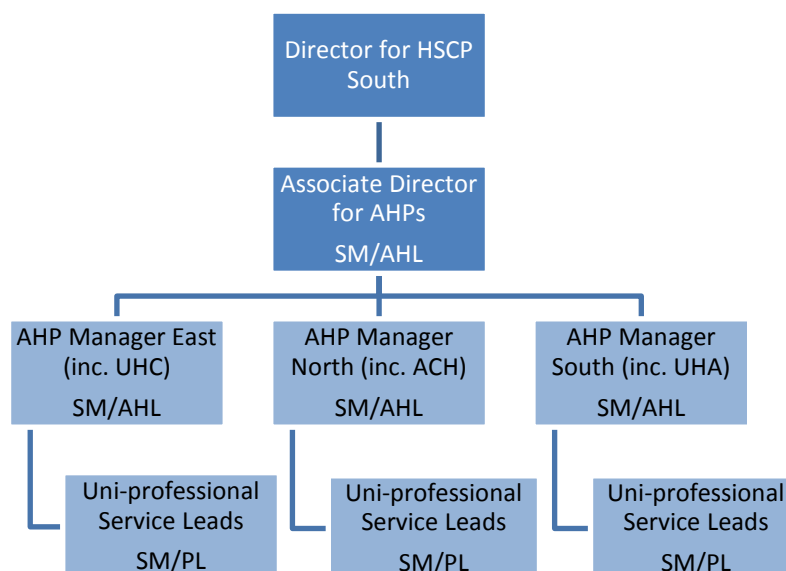 Director for HSCP
South
Associate Director
for AHPs
SM/AHL
AHP Manager East
(inc. UHC)
SM/AHL
AHP Manager
North (inc. ACH)
SM/AHL
AHP Manager
South (inc. UHA)
SM/AHL
Uni-professional
Service Leads
SM/PL
Uni-professional
Service Leads
SM/PL
Uni-professional
Service Leads
SM/PL